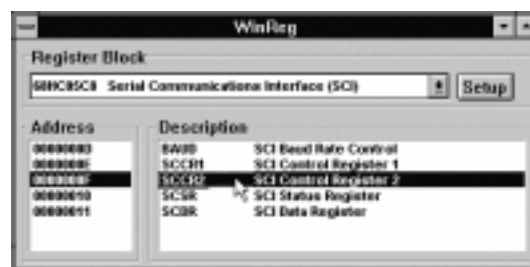 WinReg
Register Block
68HC05C8 Serial Communications Interface (SCI)
Setup
Address Description
0000000D BAUD SCI Baud Rate Control
0000000E SCCR1 SCI Control Register 1
0000000F SCCR2 SCI Control Register 2
00000010 SCSR SCI Status Register
00000011 SCDR SCI Data Register